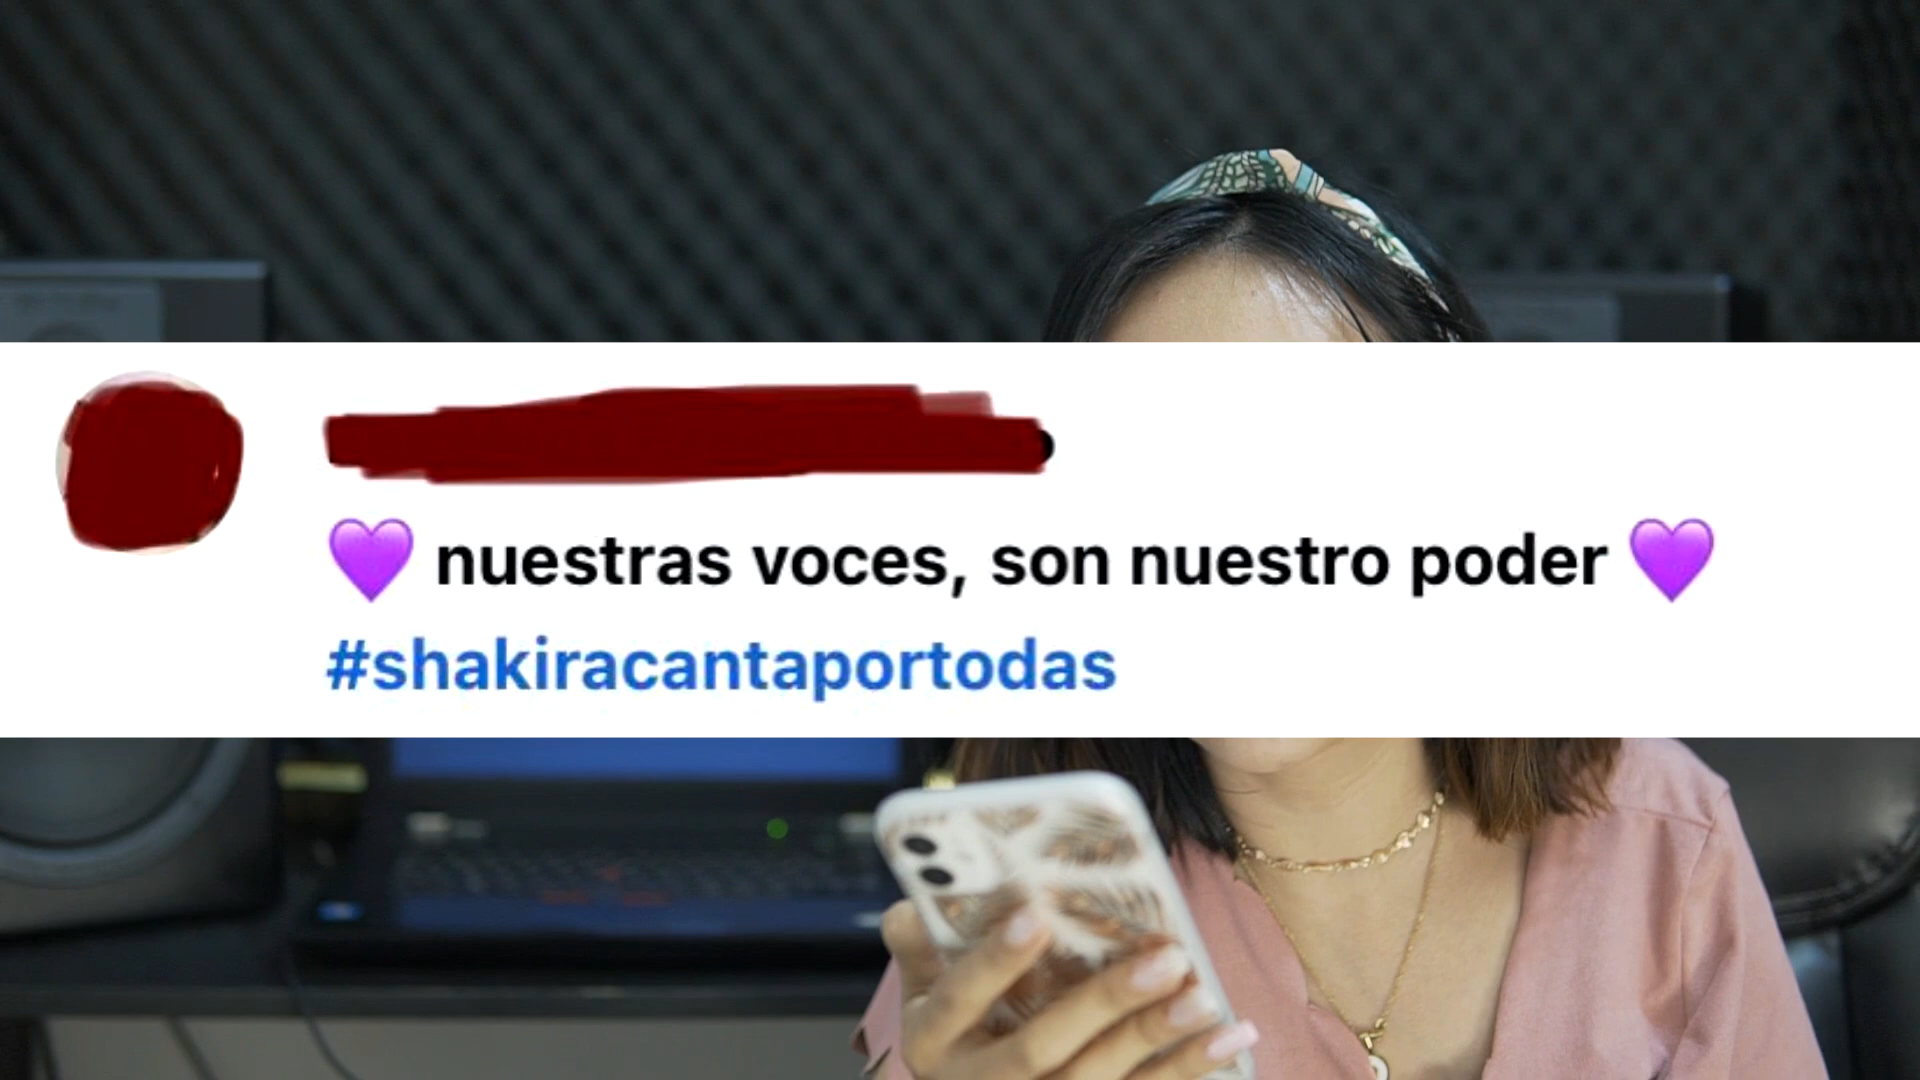 💜 nuestras voces, son nuestro poder 💜
#shakiracantaportodas